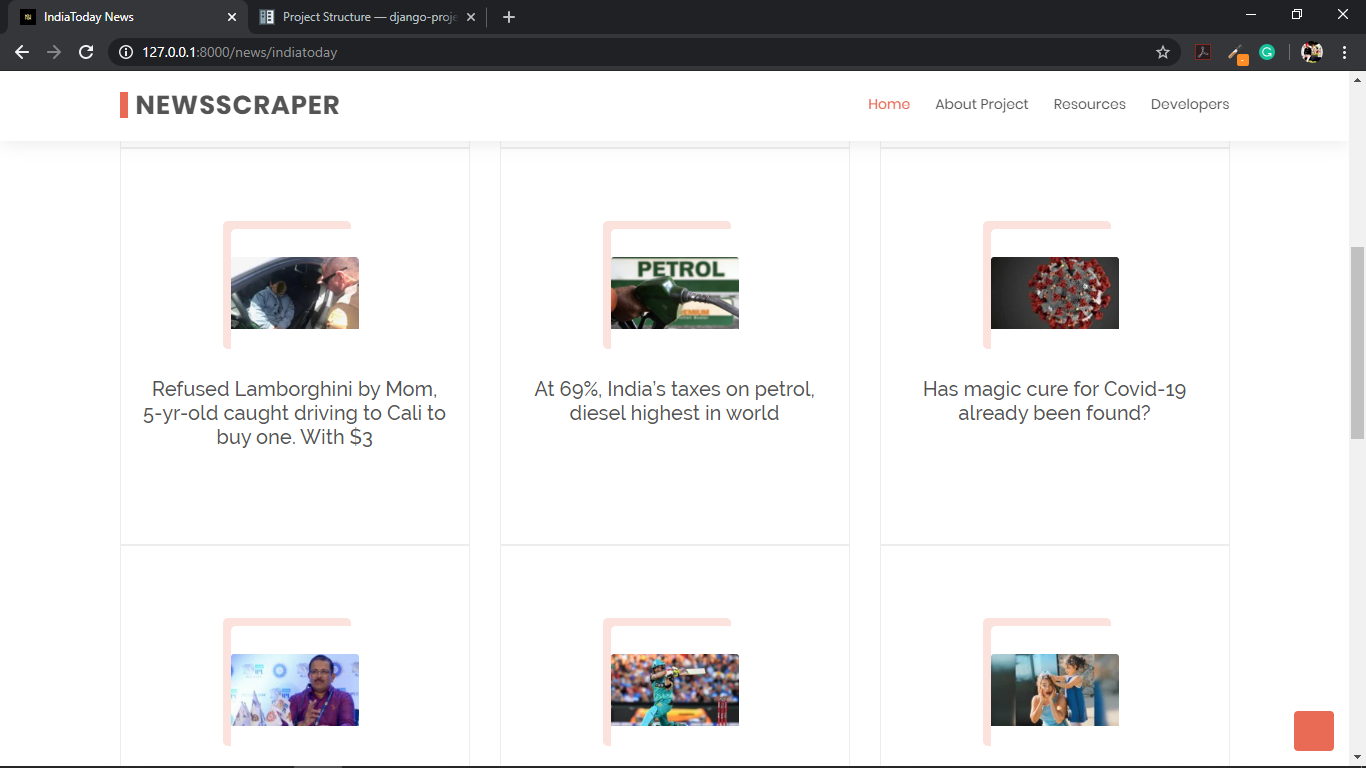 IndiaToday News
Project Structure — django-proje
127.0.0.1:8000/news/indiatoday
NEWSSCRAPER
Home
About Project
Resources
Developers
PETROL
PREMIUM
Refused Lamborghini by Mom,
5-yr-old caught driving to Cali to
buy one. With $3
At 69%, India’s taxes on petrol,
diesel highest in world
Has magic cure for Covid-19
already been found?